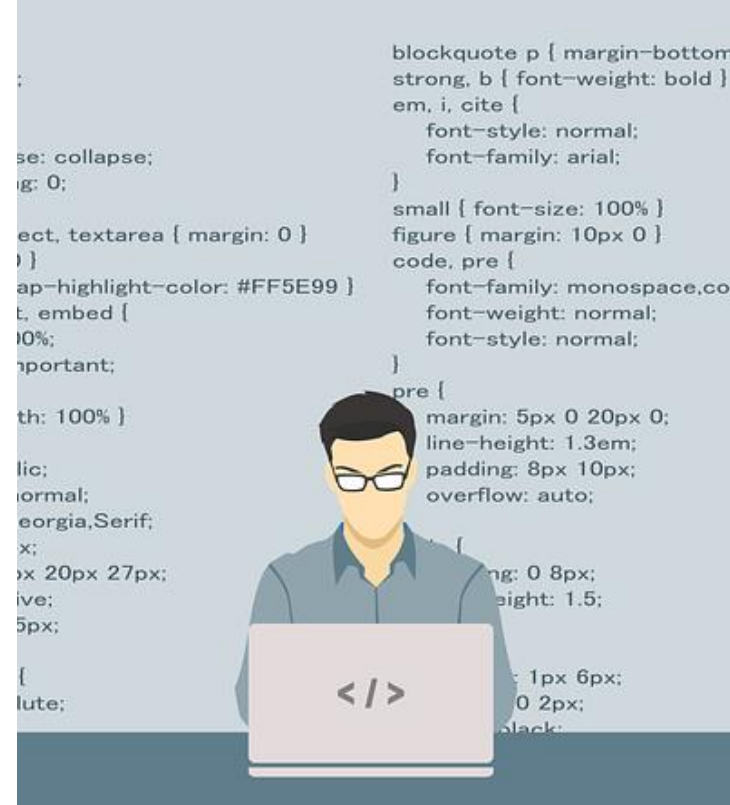 ;
se: collapse;
ng: 0;
ect, textarea { margin: 0 }
) }
ap-highlight-color: #FF5E99 }
t, embed {
00%;
nportant;
th: 100% }
lic;
ormal;
eorgia,Serif;
x;
px 20px 27px;
ive;
5px;
{
lute;
blockquote p { margin-bottom
strong, b { font-weight: bold }
em, i, cite {
font-style: normal;
font-family: arial;
}
small { font-size: 100% }
figure { margin: 10px 0 }
code, pre {
font-family: monospace,co
font-weight: normal;
font-style: normal;
}
pre {
margin: 5px 0 20px 0;
line-height: 1.3em;
padding: 8px 10px;
overflow: auto;
{
ng: 0 8px;
eight: 1.5;
: 1px 6px;
0 2px;
black;
</>